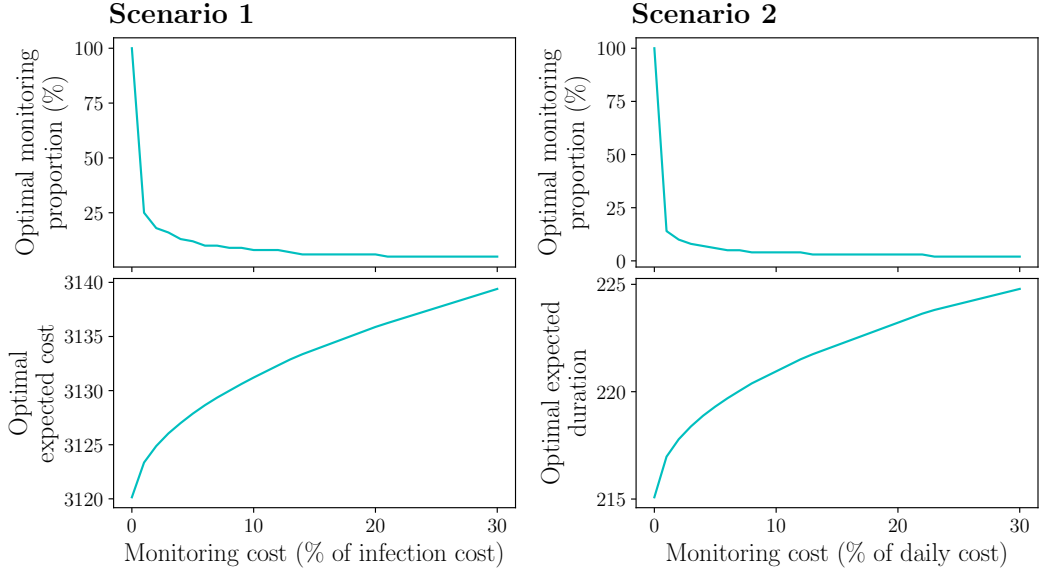 Scenario 1
Optimal monitoring
proportion (%)
100
75
50
25
Optimal
expected cost
3140
3135
3130
3125
3120
0
10
20
30
Monitoring cost (% of infection cost)
Scenario 2
Optimal monitoring
proportion (%)
100
75
50
25
0
Optimal expected
duration
225
220
215
0
10
20
30
Monitoring cost (% of daily cost)